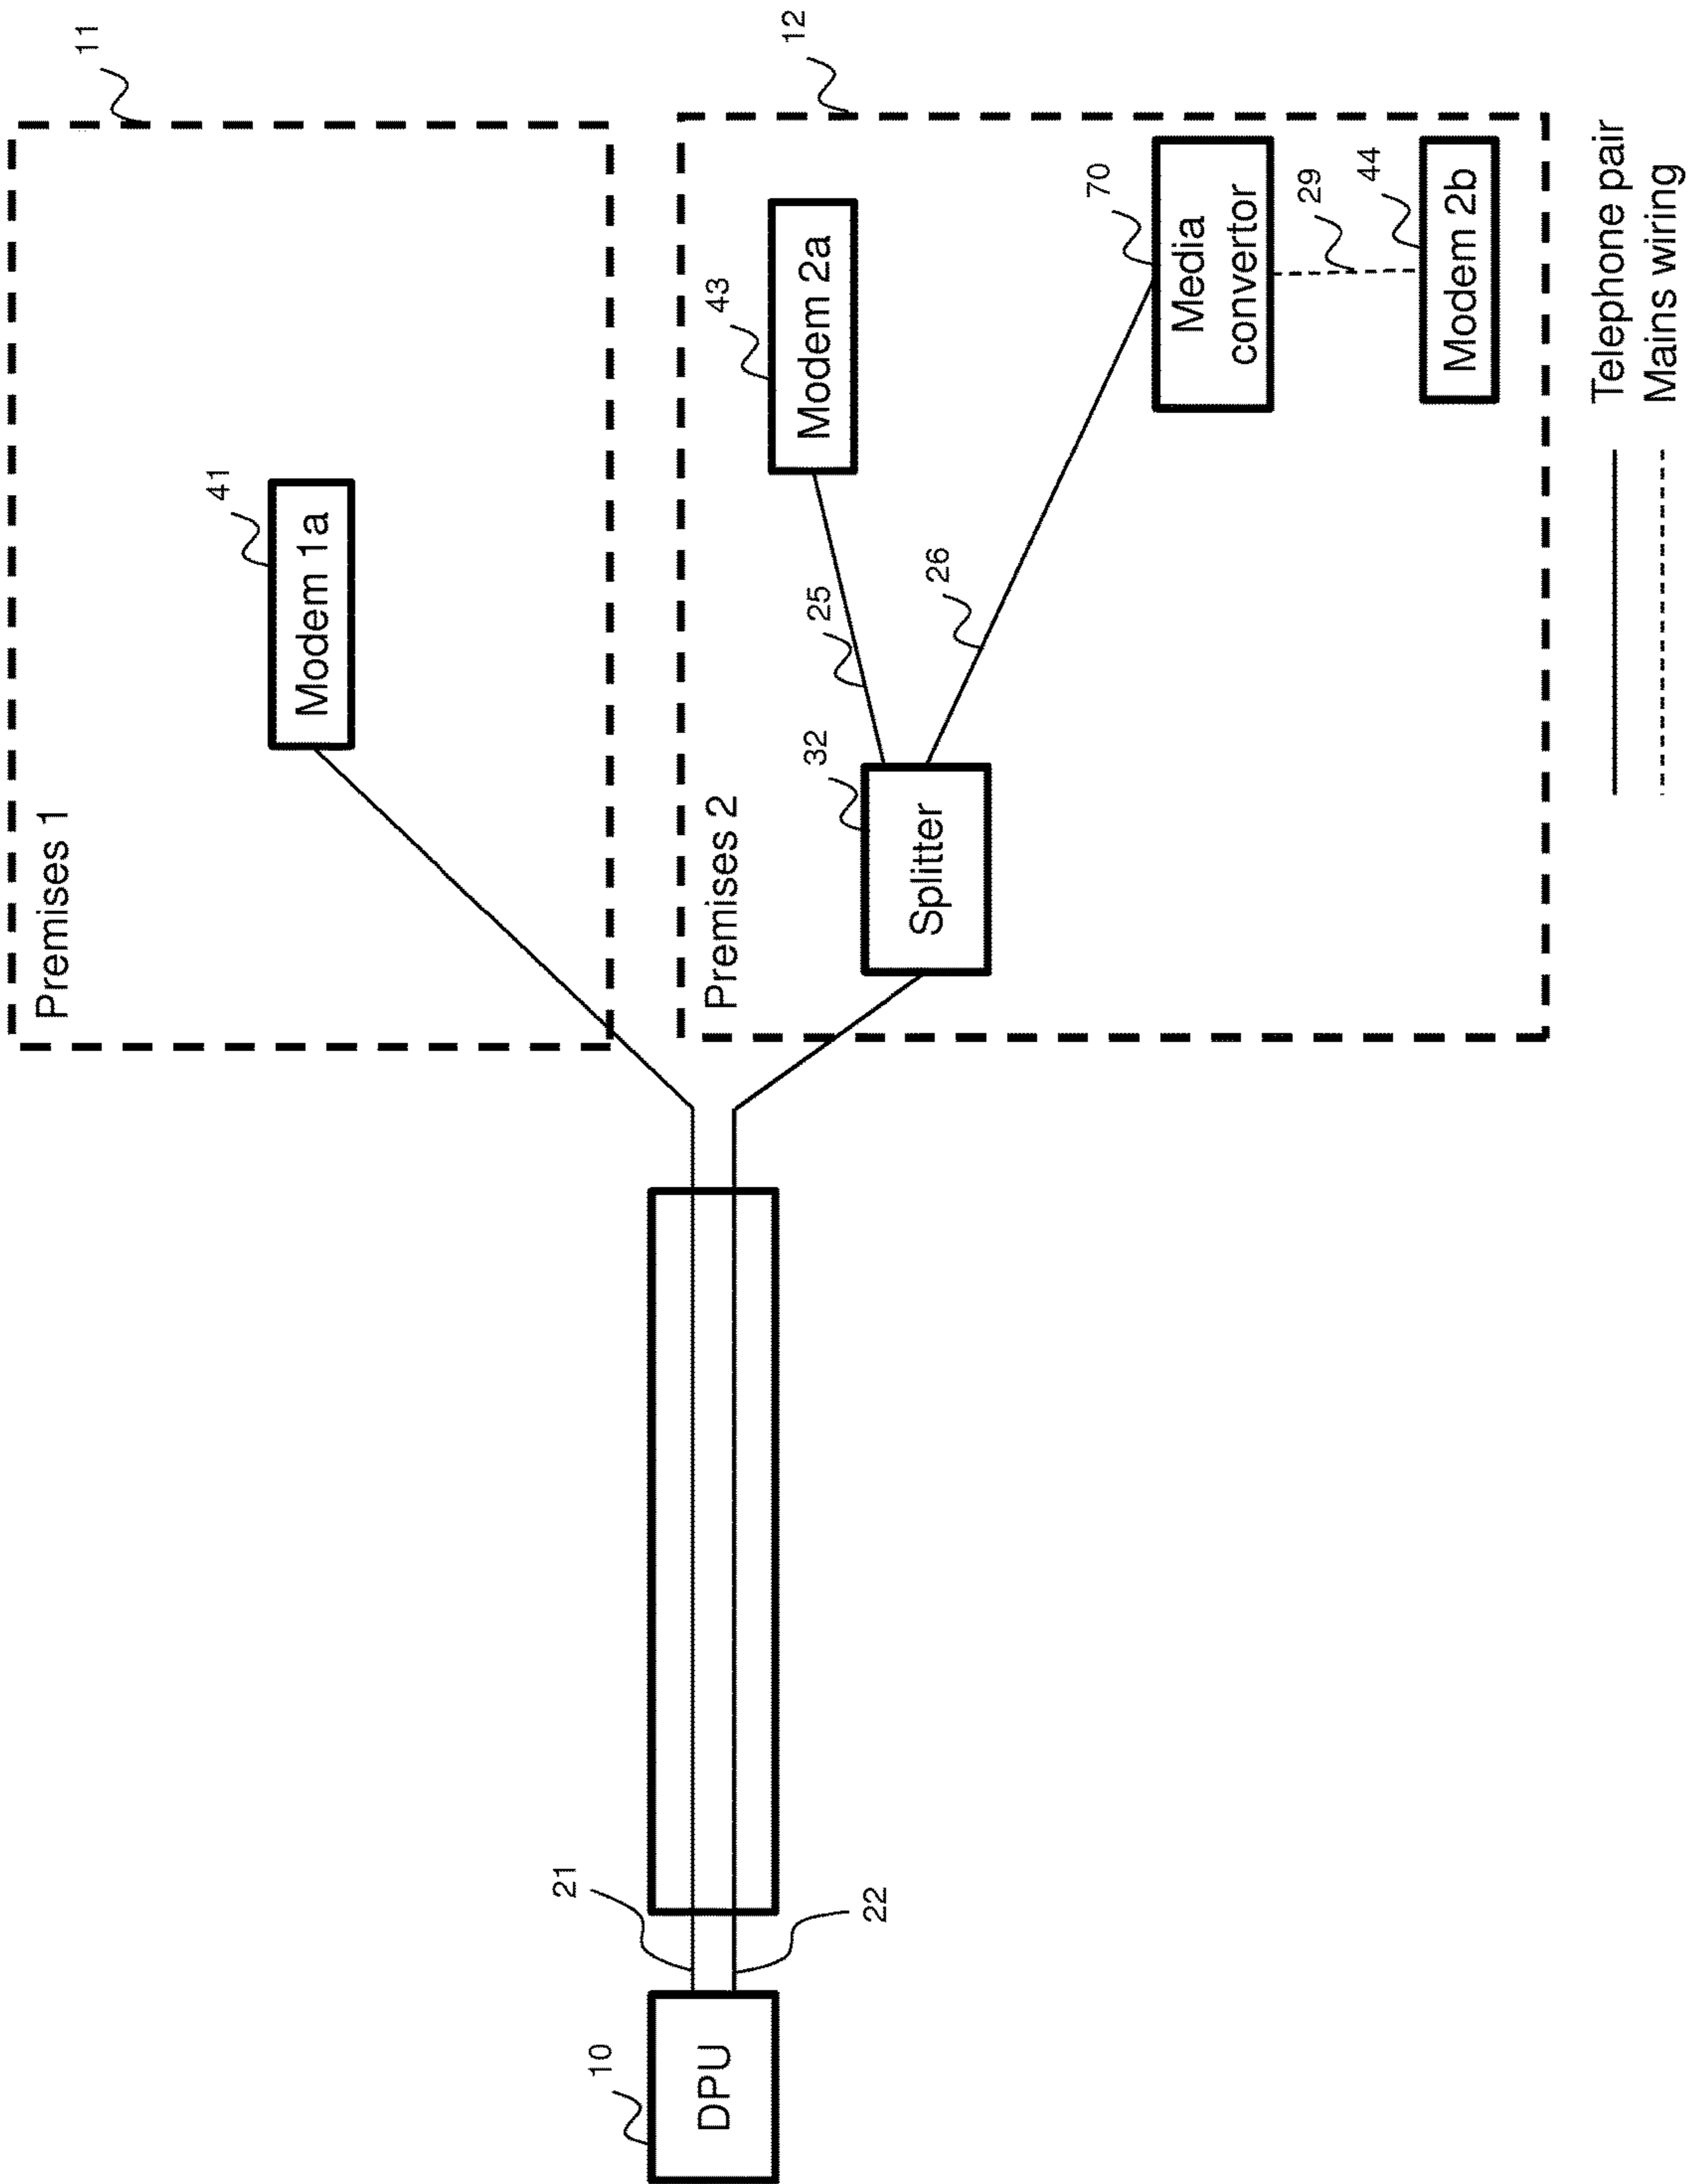 Premises 1
11
41
Modem 1a
Premises 2
12
43
Modem 2a
25
32
Splitter
26
70
Media
convertor
29
44
Modem 2b
21
22
10
DPU
Telephone pair
Mains wiring